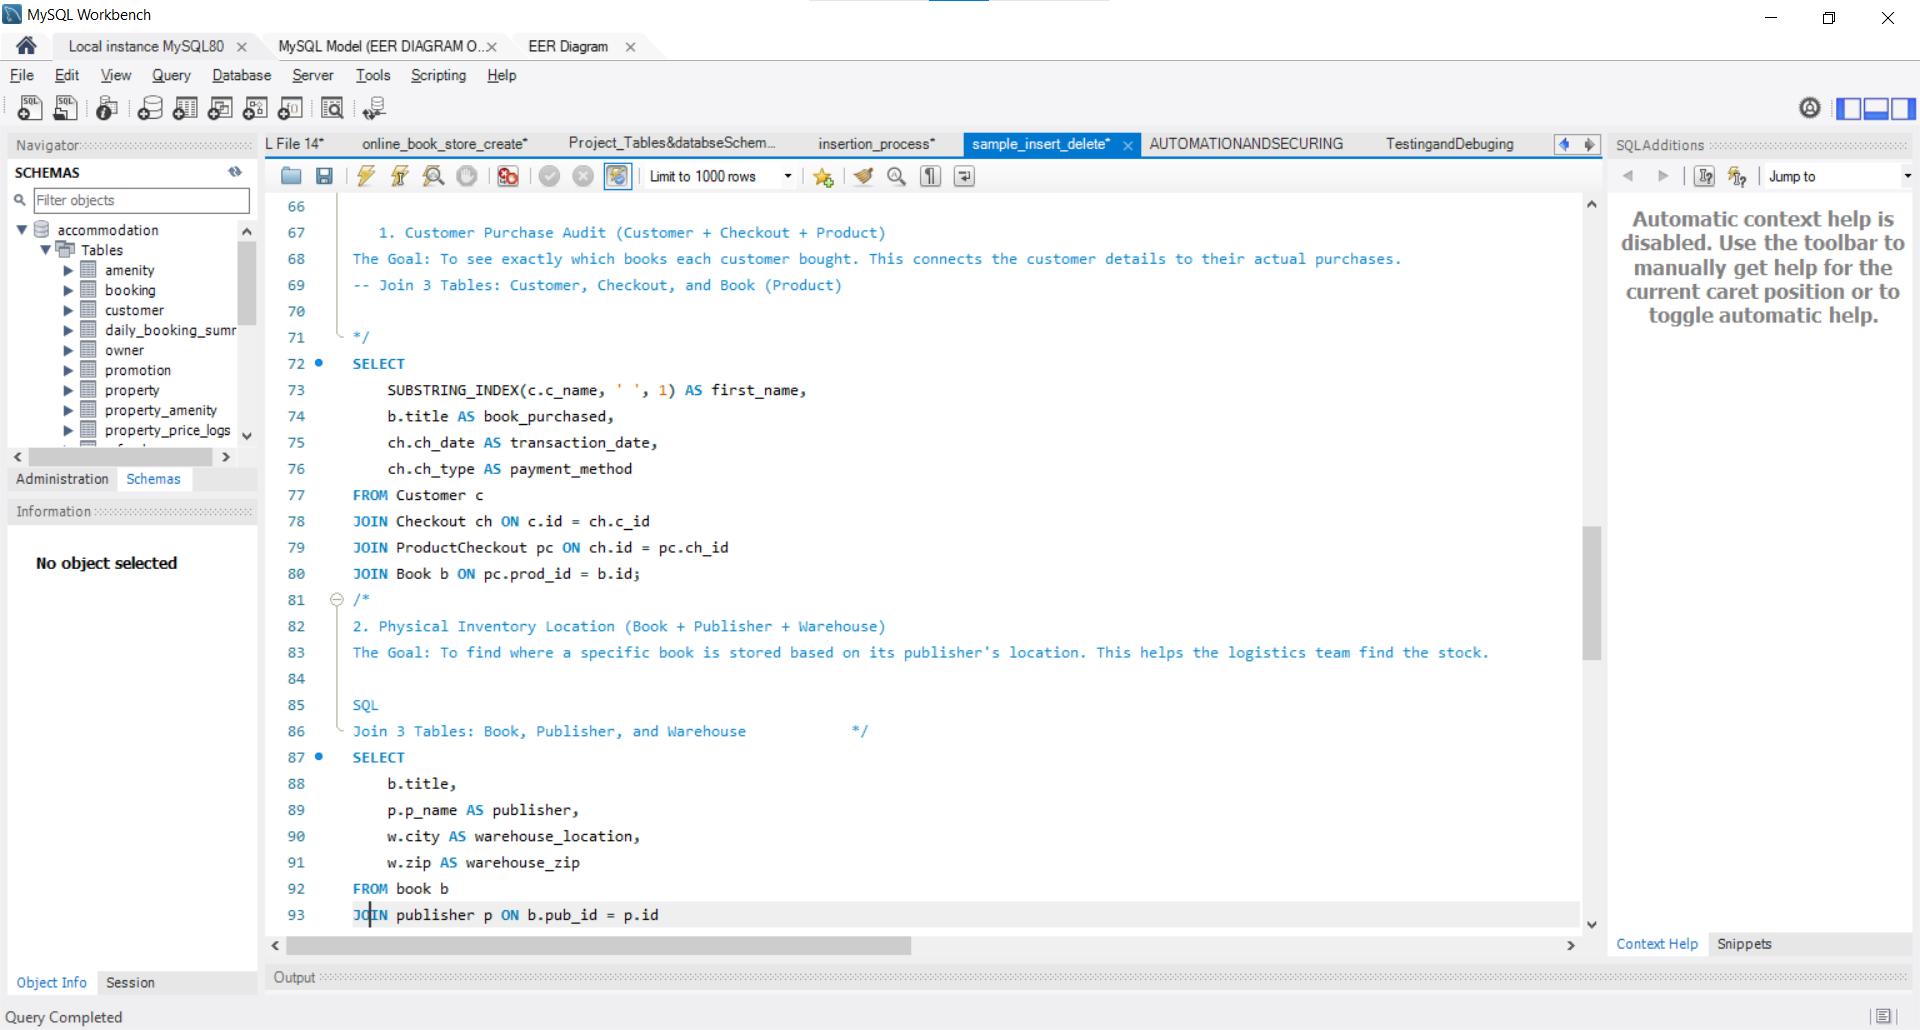 MySQL Workbench
Local instance MySQL80
MySQL Model (EER DIAGRAM O...
EER Diagram
File Edit View Query Database Server Tools Scripting Help
Navigator
SCHEMAS
Filter objects
accommodation
Tables
amenity
booking
customer
daily_booking_sumr
owner
promotion
property
property_amenity
property_price_logs
Administration Schemas
Information
No object selected
Object Info Session
Query Completed
L File 14* online_book_store_create* Project_Tables&databseSchem... insertion_process* sample_insert_delete* AUTOMATIONANDSECURING TestingandDebuging
Limit to 1000 rows
66
67 1. Customer Purchase Audit (Customer + Checkout + Product)
68 The Goal: To see exactly which books each customer bought. This connects the customer details to their actual purchases.
69 -- Join 3 Tables: Customer, Checkout, and Book (Product)
70
71 */
72 SELECT
73 SUBSTRING_INDEX(c.c_name, ' ', 1) AS first_name,
74 b.title AS book_purchased,
75 ch.ch_date AS transaction_date,
76 ch.ch_type AS payment_method
77 FROM Customer c
78 JOIN Checkout ch ON c.id = ch.c_id
79 JOIN ProductCheckout pc ON ch.id = pc.ch_id
80 JOIN Book b ON pc.prod_id = b.id;
81 /*
82 2. Physical Inventory Location (Book + Publisher + Warehouse)
83 The Goal: To find where a specific book is stored based on its publisher's location. This helps the logistics team find the stock.
84
85 SQL
86 Join 3 Tables: Book, Publisher, and Warehouse */
87 SELECT
88 b.title,
89 p.p_name AS publisher,
90 w.city AS warehouse_location,
91 w.zip AS warehouse_zip
92 FROM book b
93 JOIN publisher p ON b.pub_id = p.id
Output
SQLAdditions
Jump to
Automatic context help is
disabled. Use the toolbar to
manually get help for the
current caret position or to
toggle automatic help.
Context Help Snippets